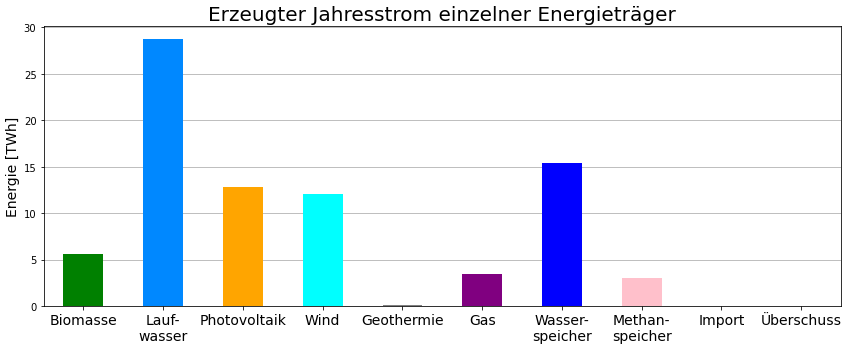 Erzeugter Jahresstrom einzelner Energieträger
Energie [TWh]
30
25
20
15
10
5
0
Biomasse
Lauf-
wasser
Photovoltaik
Wind
Geothermie
Gas
Wasser-
speicher
Methan-
speicher
Import
Überschuss